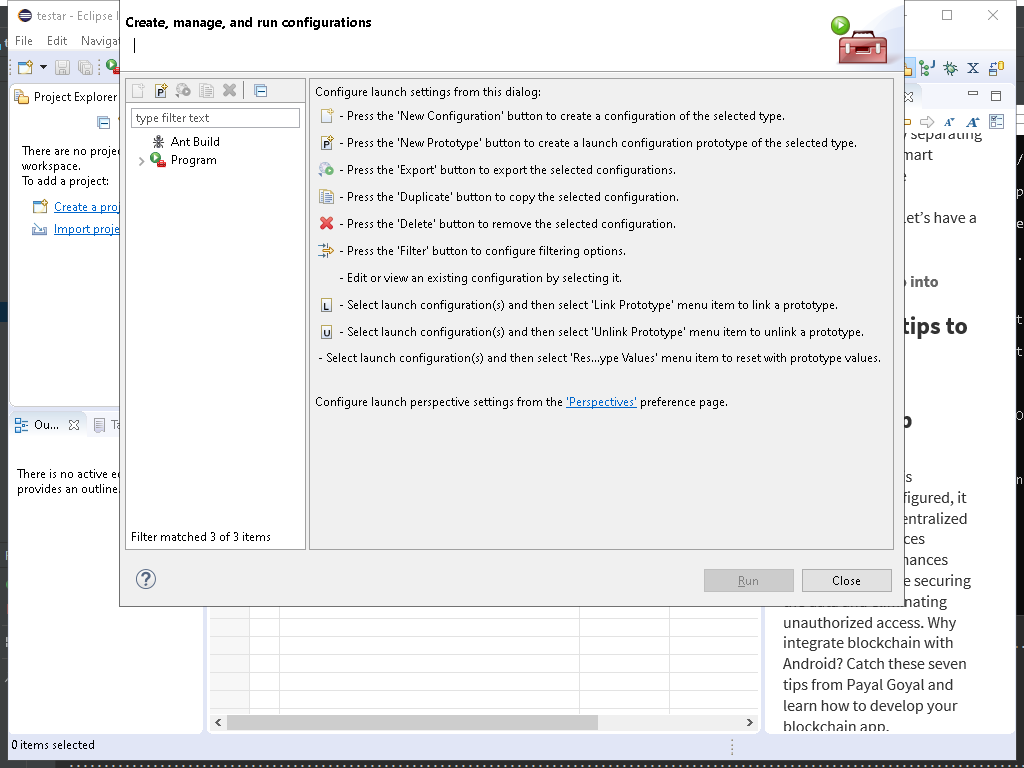 testar - Eclipse I
File Edit Naviga
Create, manage, and run configurations
Project Explorer
There are no proje
workspace.
To add a project:
Create a proj
Import proje
type filter text
Ant Build
Program
Filter matched 3 of 3 items
Configure launch settings from this dialog:
- Press the 'New Configuration' button to create a configuration of the selected type.
- Press the 'New Prototype' button to create a launch configuration prototype of the selected type.
- Press the 'Export' button to export the selected configurations.
- Press the 'Duplicate' button to copy the selected configuration.
- Press the 'Delete' button to remove the selected configuration.
- Press the 'Filter' button to configure filtering options.
- Edit or view an existing configuration by selecting it.
- Select launch configuration(s) and then select 'Link Prototype' menu item to link a prototype.
- Select launch configuration(s) and then select 'Unlink Prototype' menu item to unlink a prototype.
- Select launch configuration(s) and then select 'Res...ype Values' menu item to reset with prototype values.
Configure launch perspective settings from the 'Perspectives' preference page.
Run
Close
Ou...
Ta
There is no active e
provides an outline.
0 items selected
separating
mart
e
Let's have a
into
tips to
p
s
figured, it
entralized
ces
nances
e securing
unauthorized access. Why
integrate blockchain with
Android? Catch these seven
tips from Payal Goyal and
learn how to develop your
blockchain app.